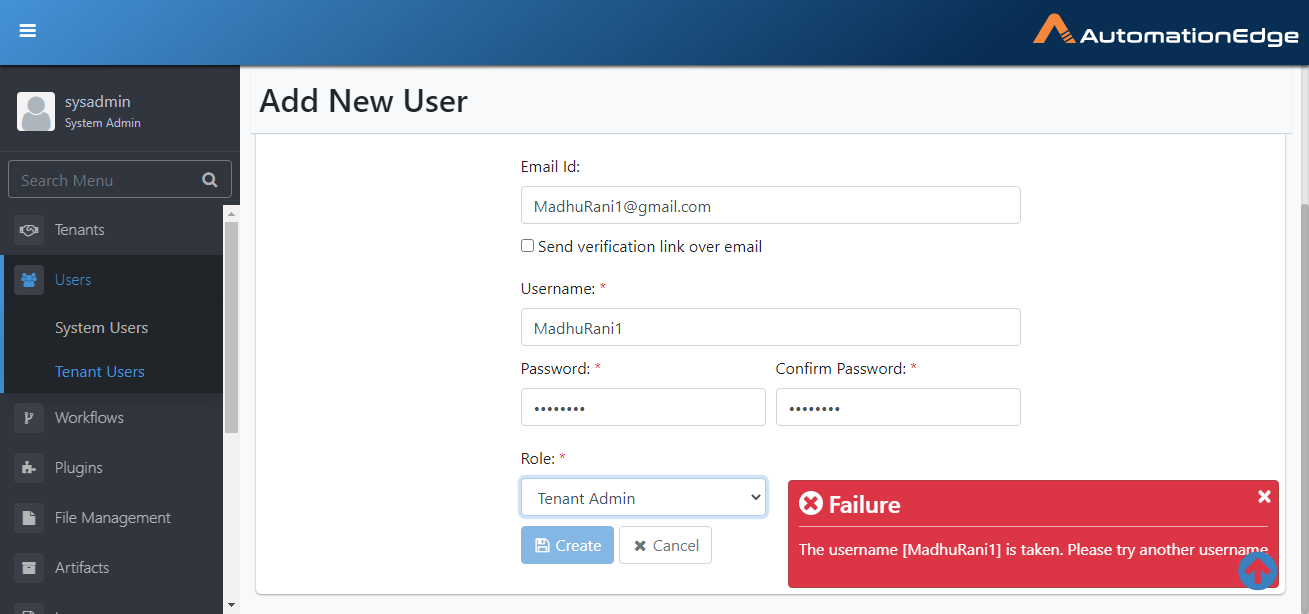 AutomationEdge
sysadmin
System Admin
Search Menu
Tenants
Users
System Users
Tenant Users
Workflows
Plugins
File Management
Artifacts
Add New User
Email Id:
MadhuRani1@gmail.com
Send verification link over email
Username: *
MadhuRani1
Password: * Confirm Password: *
•••••••• ••••••••
Role: *
Tenant Admin
Create Cancel
Failure
The username [MadhuRani1] is taken. Please try another username